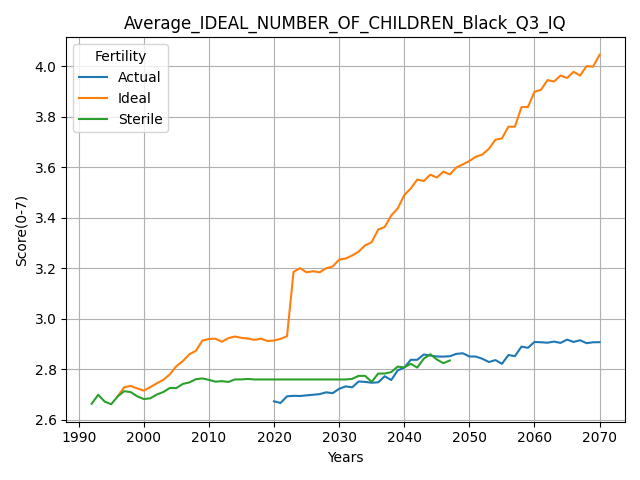 Average_IDEAL_NUMBER_OF_CHILDREN_Black_Q3_IQ
Fertility
Actual
Ideal
Sterile
Score(0-7)
4.0
3.8
3.6
3.4
3.2
3.0
2.8
2.6
1990 2000 2010 2020 2030 2040 2050 2060 2070
Years